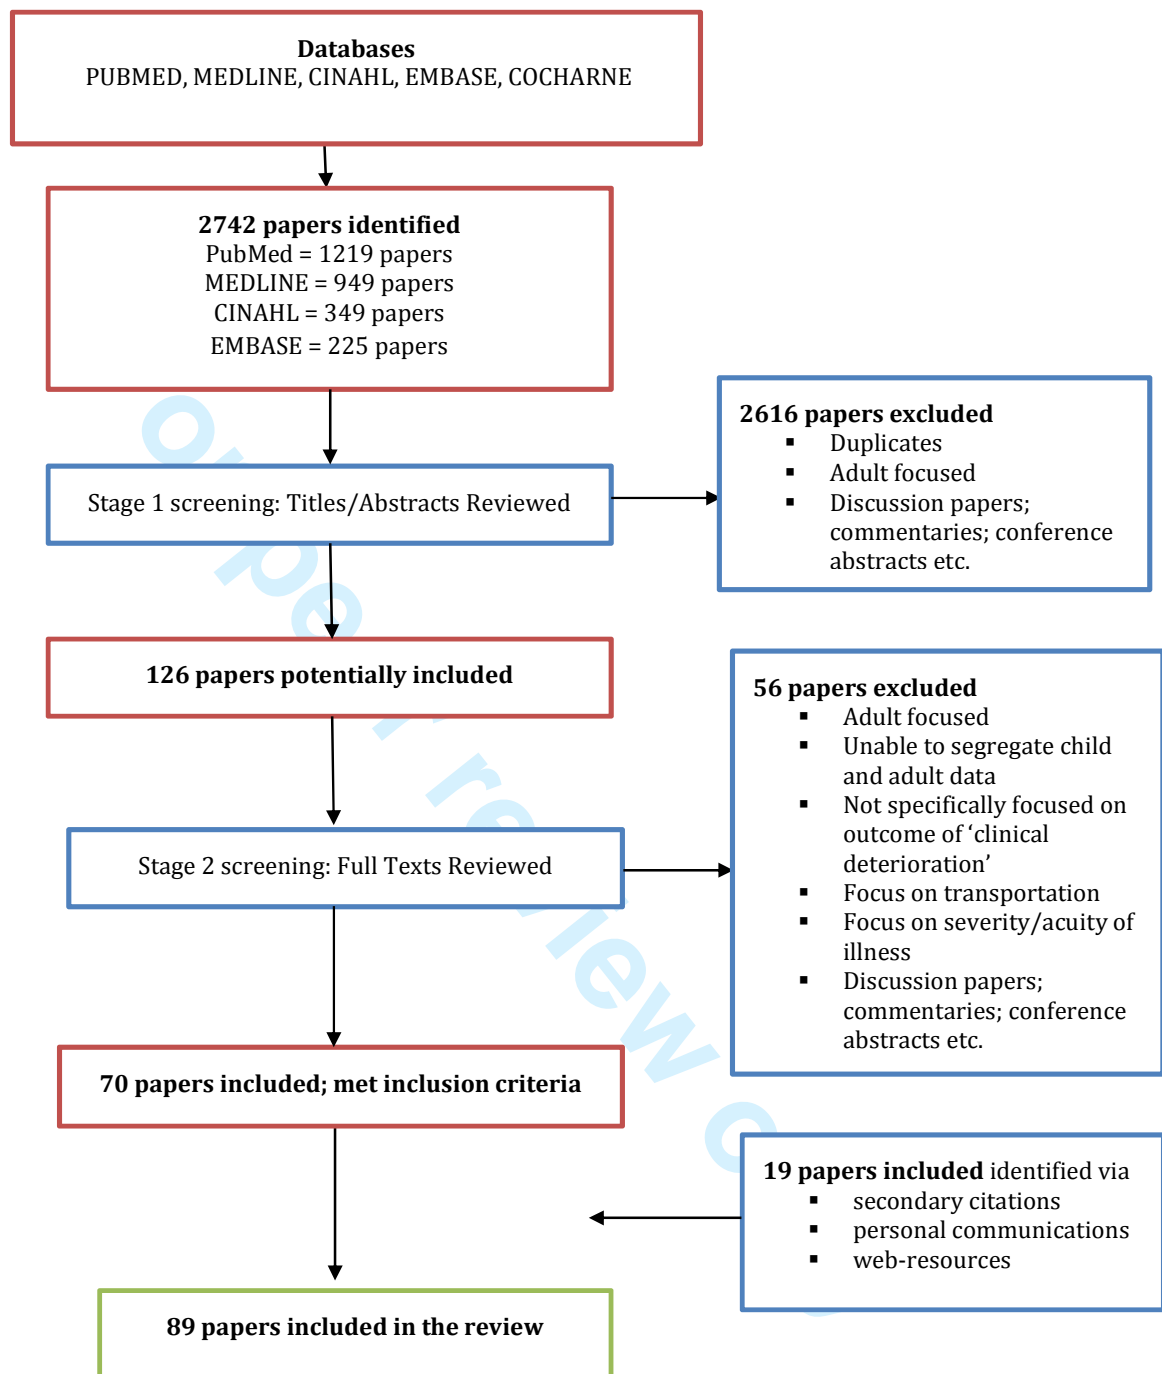 Databases
PUBMED, MEDLINE, CINAHL, EMBASE, COCHARNE
2742 papers identified
PubMed = 1219 papers
MEDLINE = 949 papers
CINAHL = 349 papers
EMBASE = 225 papers
2616 papers excluded
▪ Duplicates
▪ Adult focused
▪ Discussion papers;
commentaries; conference
abstracts etc.
Stage 1 screening: Titles/Abstracts Reviewed
126 papers potentially included
56 papers excluded
▪ Adult focused
▪ Unable to segregate child
and adult data
▪ Not specifically focused on
outcome of ‘clinical
deterioration’
▪ Focus on transportation
▪ Focus on severity/acuity of
illness
▪ Discussion papers;
commentaries; conference
abstracts etc.
Stage 2 screening: Full Texts Reviewed
70 papers included; met inclusion criteria
19 papers included identified via
▪ secondary citations
▪ personal communications
▪ web-resources
89 papers included in the review